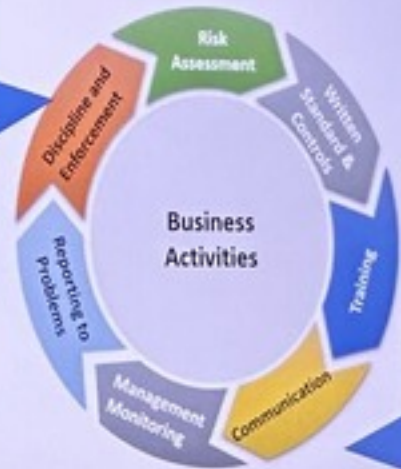 Risk
Assessment
Written
Standard &
Controls
Training
Communication
Management
Monitoring
Reporting to
Problems
Discipline and
Enforcement
Business
Activities